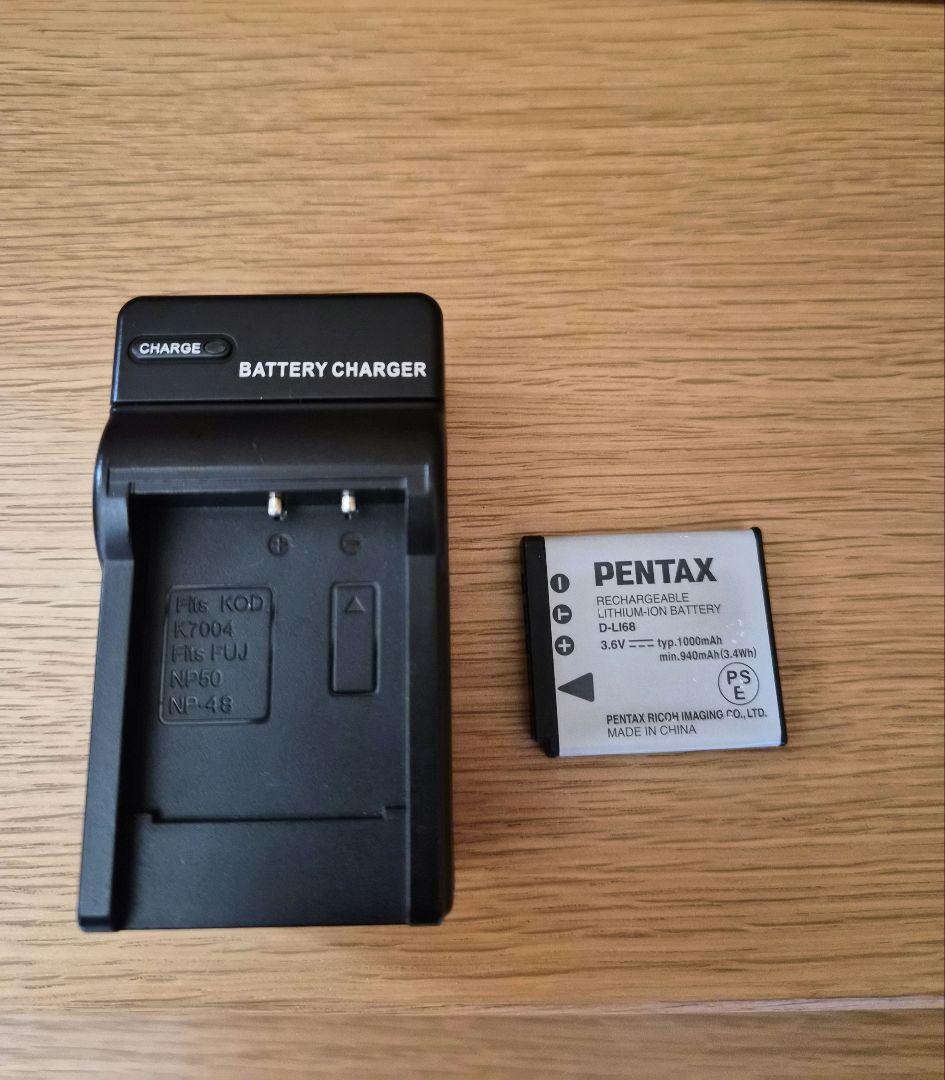 CHARGE
BATTERY CHARGER
+ -
Fits KOD
K7004
Fits FUJ
NP50
NP-48
PENTAX
RECHARGEABLE
LITHIUM-ION BATTERY
D-LI68
3.6V ⎓ typ.1000mAh
min.940mAh(3.4Wh)
PS
E
PENTAX RICOH IMAGING CO., LTD.
MADE IN CHINA
- T +